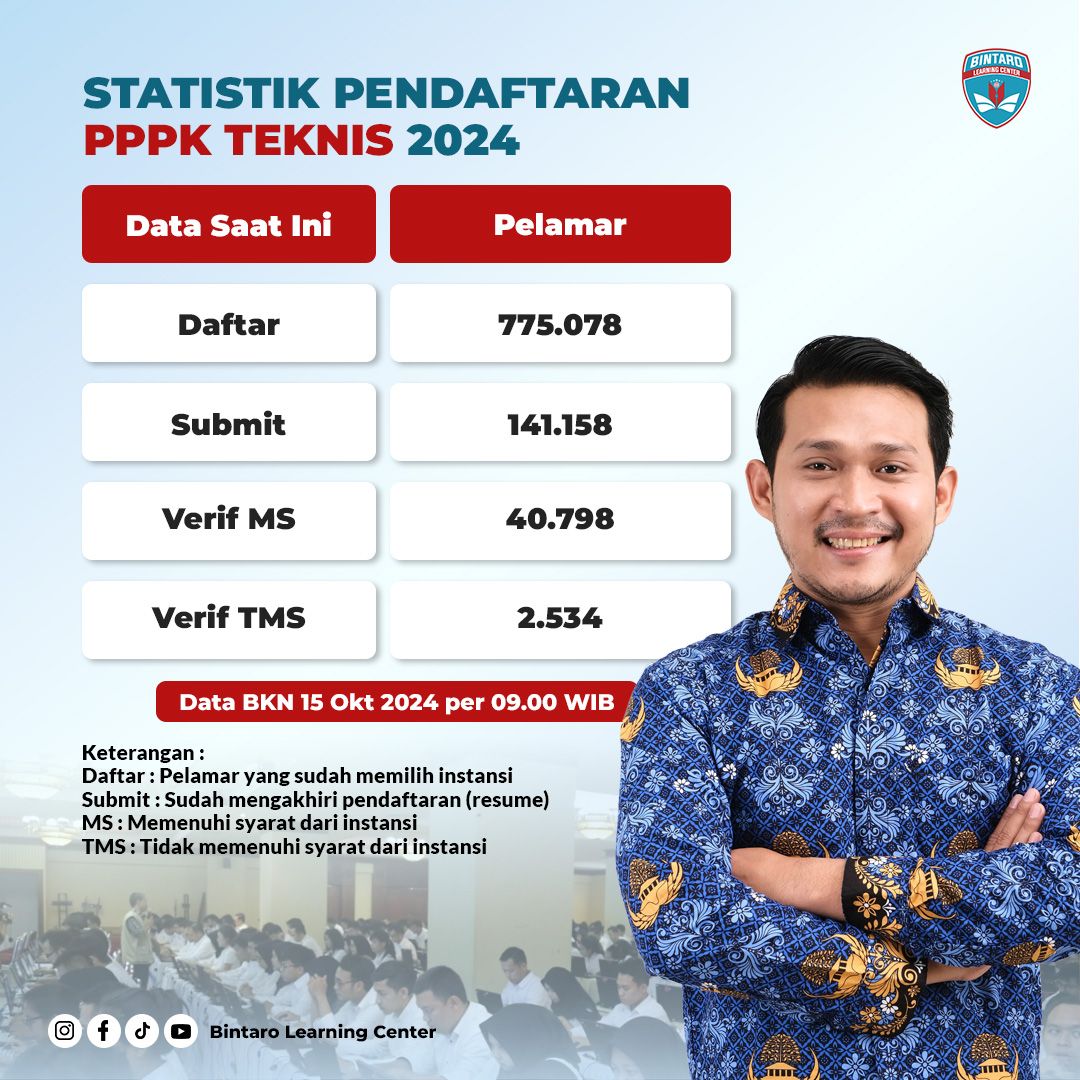 BINTARO
LEARNING CENTER
STATISTIK PENDAFTARAN
PPPK TEKNIS 2024
Data Saat Ini
Pelamar
Daftar
775.078
Submit
141.158
Verif MS
40.798
Verif TMS
2.534
Data BKN 15 Okt 2024 per 09.00 WIB
Keterangan :
Daftar : Pelamar yang sudah memilih instansi
Submit : Sudah mengakhiri pendaftaran (resume)
MS : Memenuhi syarat dari instansi
TMS : Tidak memenuhi syarat dari instansi
Bintaro Learning Center